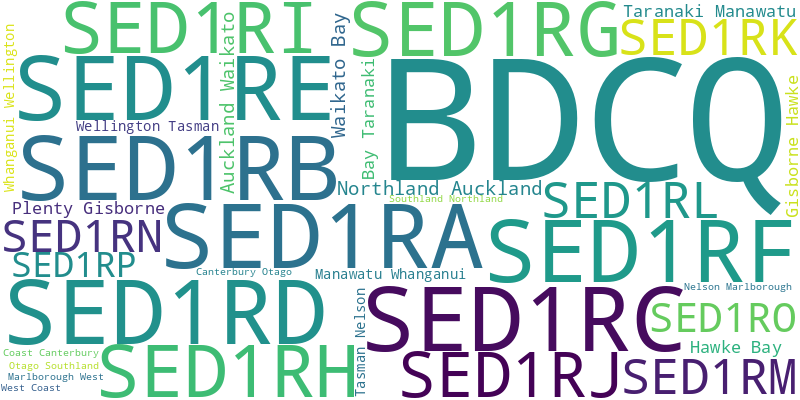 SED1RI
SED1RG
Taranaki Manawatu
SED1RK
Whanganui Wellington
SED1RE
Auckland Waikato
Waikato Bay
Bay Taranaki
BDCQ
Gisborne Hawke
Wellington Tasman
SED1RB
Northland Auckland
Southland Northland
SED1RL
Plenty Gisborne
SED1RA
SED1RN
SED1RF
SED1RP
Canterbury Otago
Manawatu Whanganui
SED1RD
Tasman Nelson
SED1RC
Nelson Marlborough
SED1RO
Hawke Bay
Coast Canterbury
Otago Southland
Marlborough West
West Coast
SED1RH
SED1RJ
SED1RM